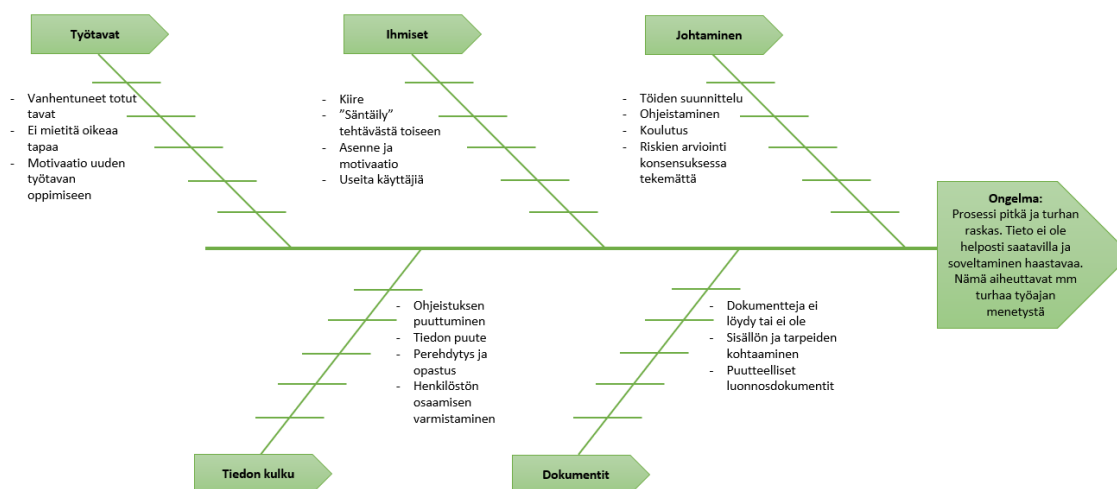 Työtavat
- Vanhentuneet totut
tavat
- Ei mietitä oikeaa
tapaa
- Motivaatio uuden
työtavan
oppimiseen
Ihmiset
- Kiire
- ”Säntäily”
tehtävästä toiseen
- Asenne ja
motivaatio
- Useita käyttäjiä
Johtaminen
- Töiden suunnittelu
- Ohjeistaminen
- Koulutus
- Riskien arviointi
konsensuksessa
tekemättä
Ongelma:
Prosessi pitkä ja turhan
raskas. Tieto ei ole
helposti saatavilla ja
soveltaminen haastavaa.
Nämä aiheuttavat mm
turhaa työajan
menetystä
- Ohjeistuksen
puuttuminen
- Tiedon puute
- Perehdytys ja
opastus
- Henkilöstön
osaamisen
varmistaminen
Tiedon kulku
- Dokumentteja ei
löydy tai ei ole
- Sisällön ja tarpeiden
kohtaaminen
- Puutteelliset
luonnosdokumentit
Dokumentit